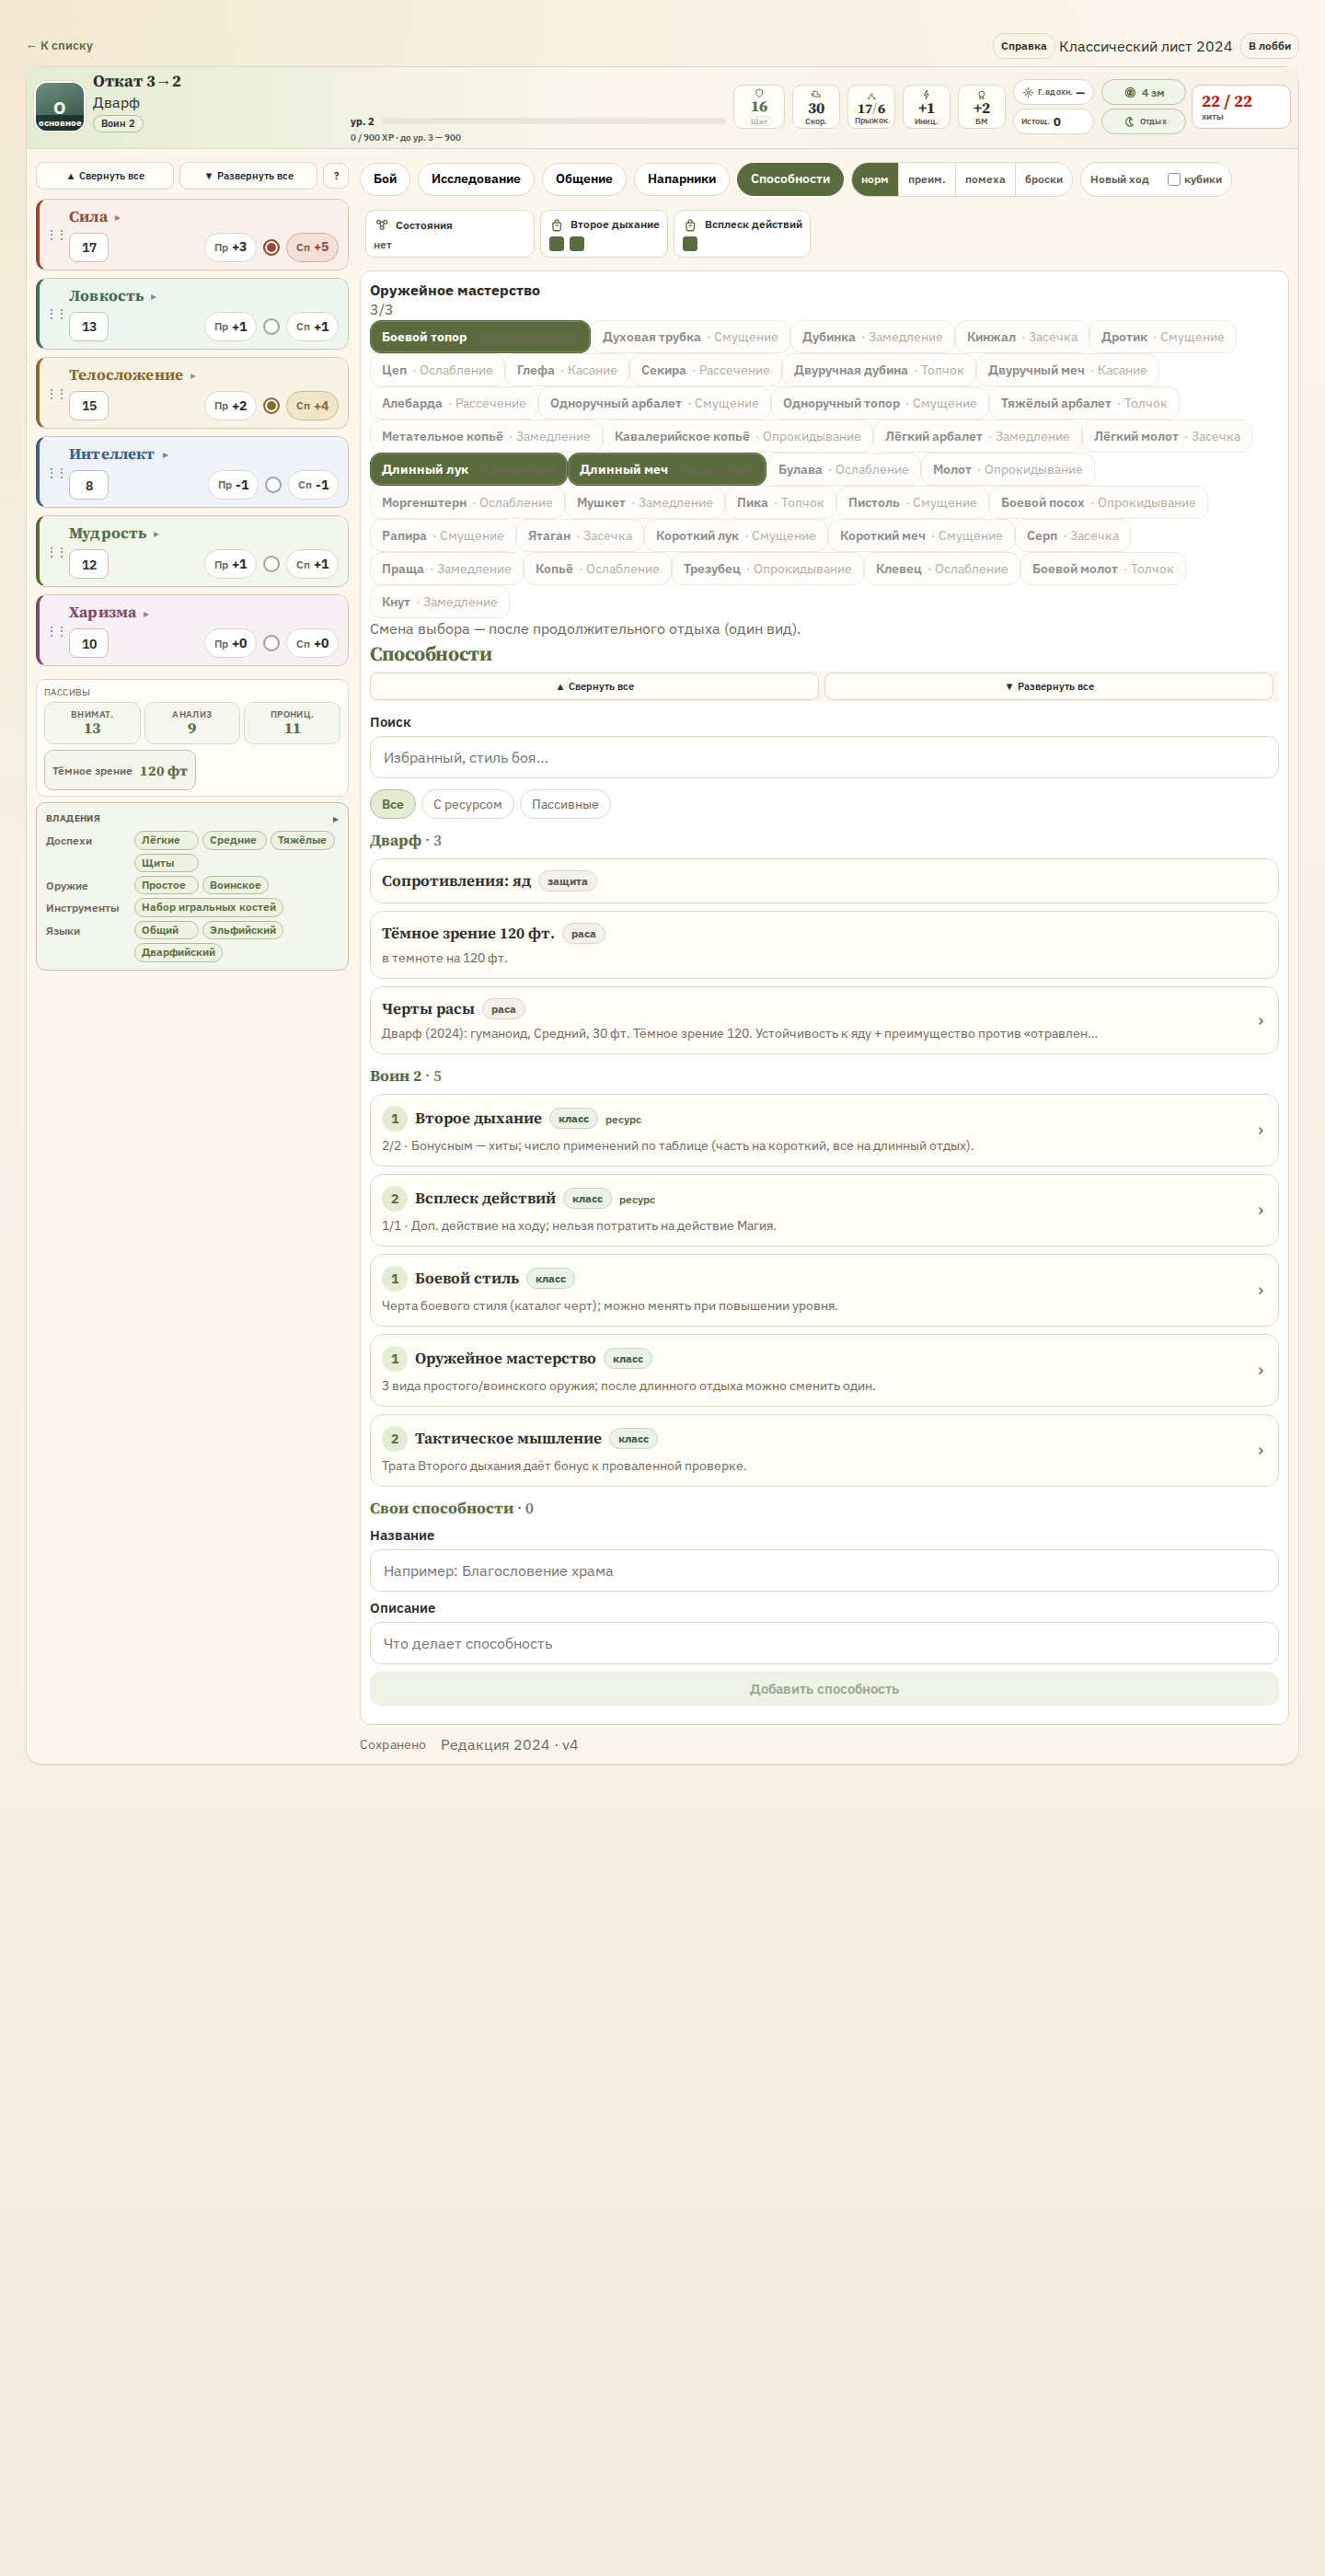 ← К списку
Справка Классический лист 2024 В лобби
О
основное
Откат 3→2
Дварф
Воин 2
ур. 2
0 / 900 XP · до ур. 3 — 900
16
Щит
30
Скор.
17/6
Прыжок
+1
Иниц.
+2
БМ
Г.вдохн. —
Истощ. 0
4 зм
Отдых
22 / 22
хиты
▲ Свернуть все ▼ Развернуть все ?
Сила ▸
17 Пр +3 Сп +5
Ловкость ▸
13 Пр +1 Сп +1
Телосложение ▸
15 Пр +2 Сп +4
Интеллект ▸
8 Пр -1 Сп -1
Мудрость ▸
12 Пр +1 Сп +1
Харизма ▸
10 Пр +0 Сп +0
ПАССИВЫ
ВНИМАТ. АНАЛИЗ ПРОНИЦ.
13 9 11
Тёмное зрение 120 фт
ВЛАДЕНИЯ ▸
Доспехи Лёгкие Средние Тяжёлые
Щиты
Оружие Простое Воинское
Инструменты Набор игральных костей
Языки Общий Эльфийский
Дварфийский
Бой Исследование Общение Напарники Способности норм преим. помеха броски Новый ход кубики
Состояния
нет
Второе дыхание
Всплеск действий
Оружейное мастерство
3/3
Боевой топор Духовая трубка · Смущение Дубинка · Замедление Кинжал · Засечка Дротик · Смущение
Цеп · Ослабление Глефа · Касание Секира · Рассечение Двуручная дубина · Толчок Двуручный меч · Касание
Алебарда · Рассечение Одноручный арбалет · Смущение Одноручный топор · Смущение Тяжёлый арбалет · Толчок
Метательное копьё · Замедление Кавалерийское копьё · Опрокидывание Лёгкий арбалет · Замедление Лёгкий молот · Засечка
Длинный лук Длинный меч Булава · Ослабление Молот · Опрокидывание
Моргенштерн · Ослабление Мушкет · Замедление Пика · Толчок Пистоль · Смущение Боевой посох · Опрокидывание
Рапира · Смущение Ятаган · Засечка Короткий лук · Смущение Короткий меч · Смущение Серп · Засечка
Праща · Замедление Копьё · Ослабление Трезубец · Опрокидывание Клевец · Ослабление Боевой молот · Толчок
Кнут · Замедление
Смена выбора — после продолжительного отдыха (один вид).
Способности
▲ Свернуть все ▼ Развернуть все
Поиск
Избранный, стиль боя…
Все С ресурсом Пассивные
Дварф · 3
Сопротивления: яд защита
Тёмное зрение 120 фт. раса
в темноте на 120 фт.
Черты расы раса
Дварф (2024): гуманоид, Средний, 30 фт. Тёмное зрение 120. Устойчивость к яду + преимущество против «отравлен…
Воин 2 · 5
1 Второе дыхание класс ресурс
2/2 · Бонусным — хиты; число применений по таблице (часть на короткий, все на длинный отдых).
2 Всплеск действий класс ресурс
1/1 · Доп. действие на ходу; нельзя потратить на действие Магия.
1 Боевой стиль класс
Черта боевого стиля (каталог черт); можно менять при повышении уровня.
1 Оружейное мастерство класс
3 вида простого/воинского оружия; после длинного отдыха можно сменить один.
2 Тактическое мышление класс
Трата Второго дыхания даёт бонус к проваленной проверке.
Свои способности · 0
Название
Например: Благословение храма
Описание
Что делает способность
Добавить способность
Сохранено Редакция 2024 · v4